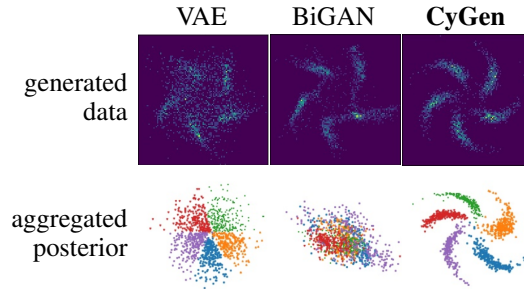 VAE BiGAN CyGen
generated
data
aggregated
posterior